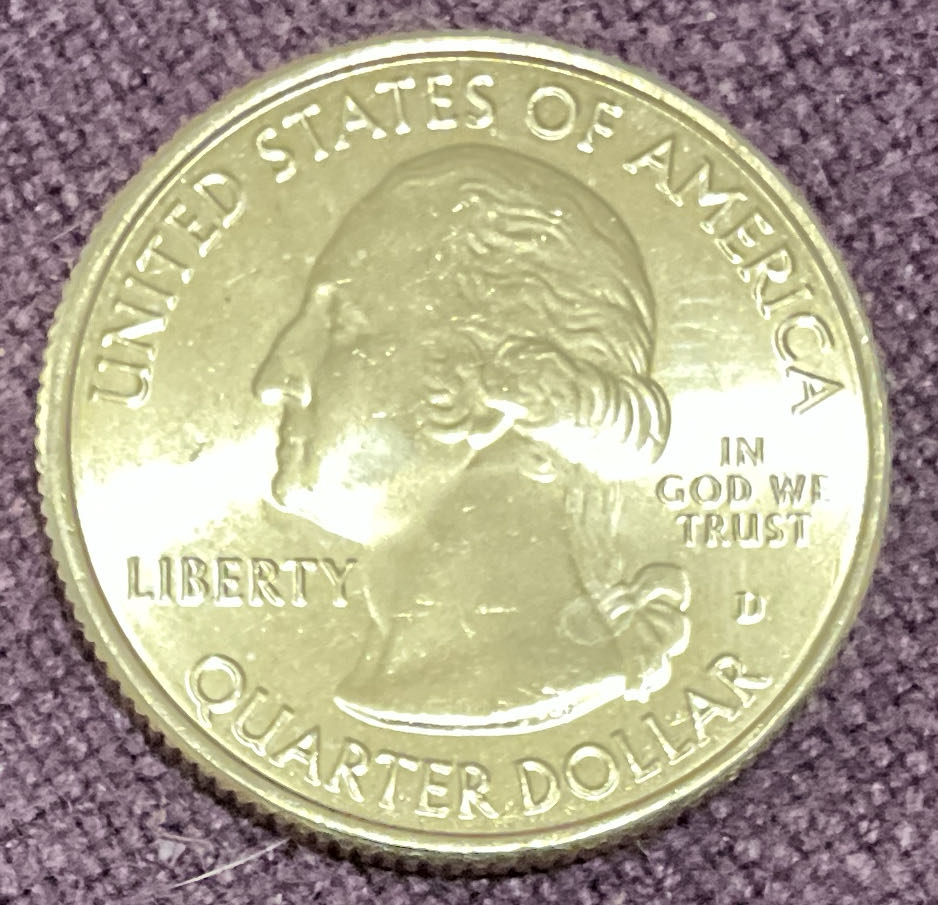 UNITED STATES OF AMERICA
IN
GOD WE
TRUST
LIBERTY
D
QUARTER DOLLAR